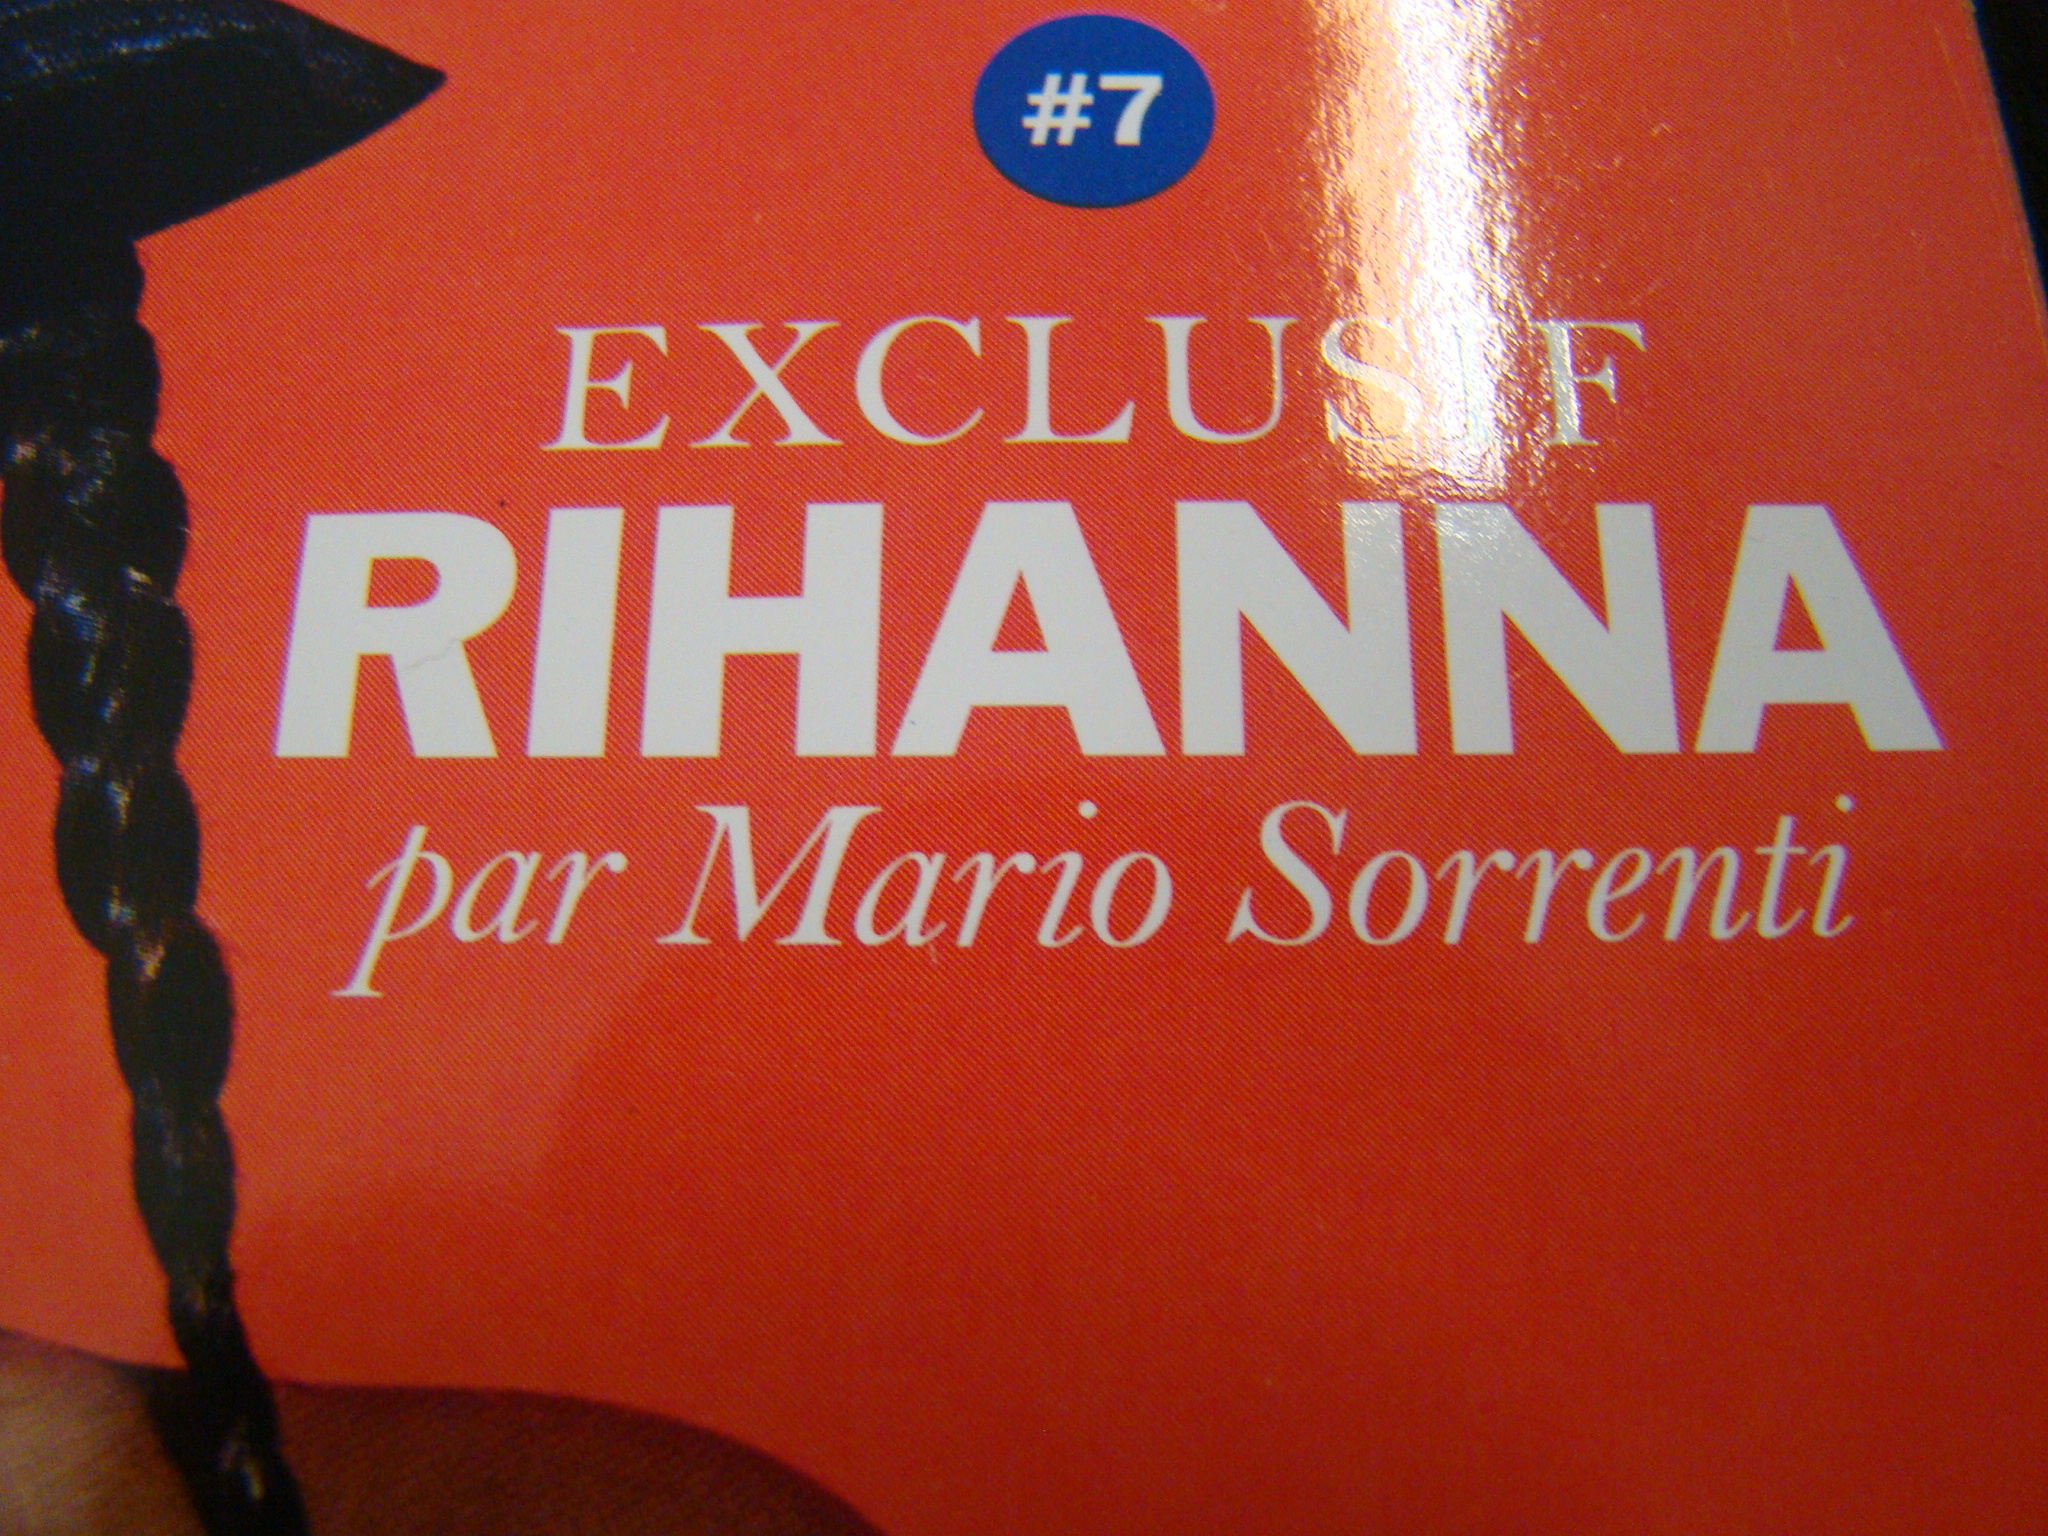 #7
EXCLUSIF
RIHANNA
par Mario Sorrenti